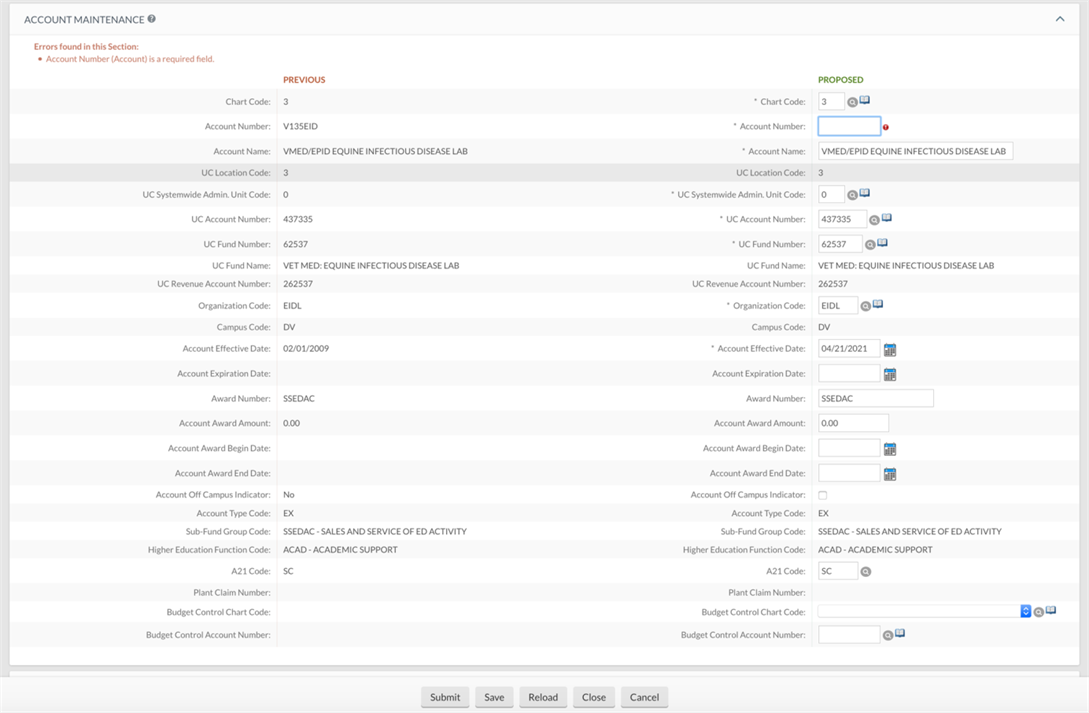 ACCOUNT MAINTENANCE ?
Errors found in this Section:
• Account Number (Account) is a required field.
PREVIOUS PROPOSED
Chart Code: 3 * Chart Code: 3
Account Number: V135EID * Account Number:
Account Name: VMED/EPID EQUINE INFECTIOUS DISEASE LAB * Account Name: VMED/EPID EQUINE INFECTIOUS DISEASE LAB
UC Location Code: 3 UC Location Code: 3
UC Systemwide Admin. Unit Code: 0 * UC Systemwide Admin. Unit Code: 0
UC Account Number: 437335 * UC Account Number: 437335
UC Fund Number: 62537 * UC Fund Number: 62537
UC Fund Name: VET MED: EQUINE INFECTIOUS DISEASE LAB UC Fund Name: VET MED: EQUINE INFECTIOUS DISEASE LAB
UC Revenue Account Number: 262537 UC Revenue Account Number: 262537
Organization Code: EIDL * Organization Code: EIDL
Campus Code: DV Campus Code: DV
Account Effective Date: 02/01/2009 * Account Effective Date: 04/21/2021
Account Expiration Date: Account Expiration Date:
Award Number: SSEDAC Award Number: SSEDAC
Account Award Amount: 0.00 Account Award Amount: 0.00
Account Award Begin Date: Account Award Begin Date:
Account Award End Date: Account Award End Date:
Account Off Campus Indicator: No Account Off Campus Indicator:
Account Type Code: EX Account Type Code: EX
Sub-Fund Group Code: SSEDAC - SALES AND SERVICE OF ED ACTIVITY Sub-Fund Group Code: SSEDAC - SALES AND SERVICE OF ED ACTIVITY
Higher Education Function Code: ACAD - ACADEMIC SUPPORT Higher Education Function Code: ACAD - ACADEMIC SUPPORT
A21 Code: SC A21 Code: SC
Plant Claim Number: Plant Claim Number:
Budget Control Chart Code: Budget Control Chart Code:
Budget Control Account Number: Budget Control Account Number:
Submit Save Reload Close Cancel